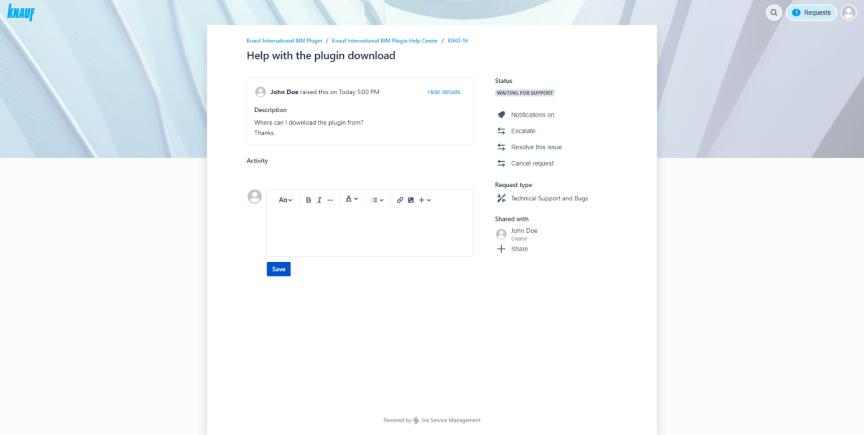 KNAUF
Requests
Knauf International BIM Plugin / Knauf International BIM Plugin Help Center / KIHD-16
Help with the plugin download
John Doe raised this on Today 5:00 PM
Hide details
Description
Where can I download the plugin from?
Thanks.
Activity
Aa
B I ... A
Save
Status
WAITING FOR SUPPORT
Notifications on
Escalate
Resolve this issue
Cancel request
Request type
Technical Support and Bugs
Shared with
John Doe
Creator
Share
Powered by Jira Service Management